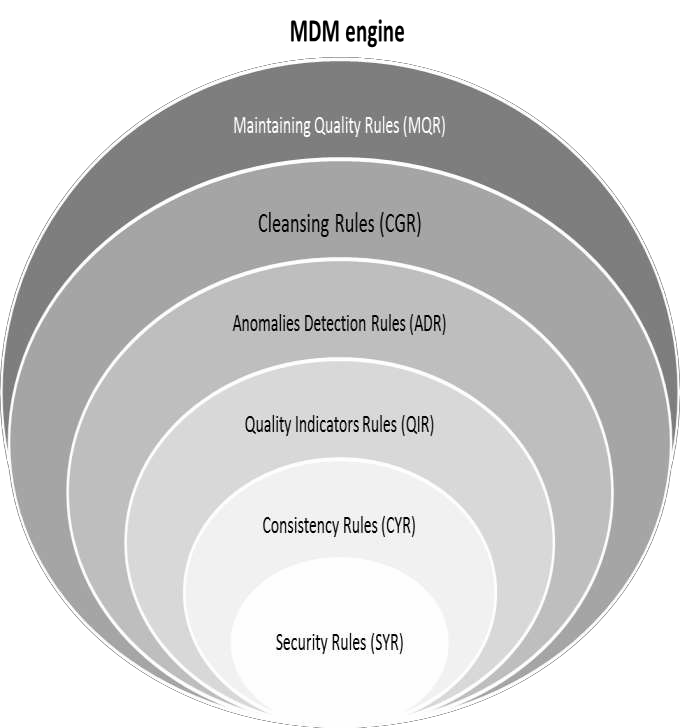 MDM engine
Maintaining Quality Rules (MQR)
Cleansing Rules (CGR)
Anomalies Detection Rules (ADR)
Quality Indicators Rules (QIR)
Consistency Rules (CYR)
Security Rules (SYR)